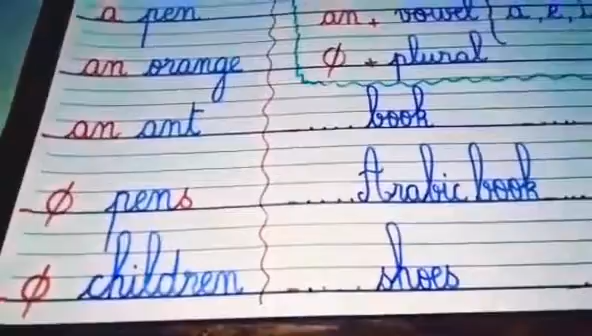 a pen
an orange
an ant
ø pens
ø children
an + vowel { a, e, i
ø + plural
..... book ....
..... Arabic book ...
..... shoes ....